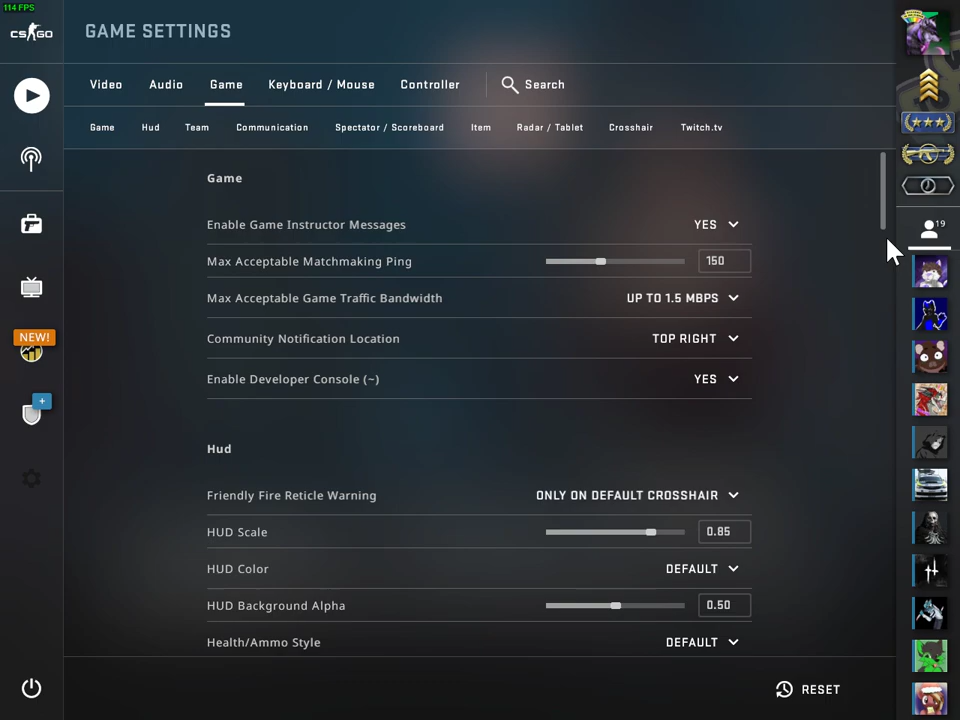 114 FPS
CS GO
GAME SETTINGS
Video Audio Game Keyboard / Mouse Controller Search
Game Hud Team Communication Spectator / Scoreboard Item Radar / Tablet Crosshair Twitch.tv
Game
Enable Game Instructor Messages YES
Max Acceptable Matchmaking Ping 150
Max Acceptable Game Traffic Bandwidth UP TO 1.5 MBPS
Community Notification Location TOP RIGHT
Enable Developer Console (~) YES
Hud
Friendly Fire Reticle Warning ONLY ON DEFAULT CROSSHAIR
HUD Scale 0.85
HUD Color DEFAULT
HUD Background Alpha 0.50
Health/Ammo Style DEFAULT
RESET
NEW!
+
19